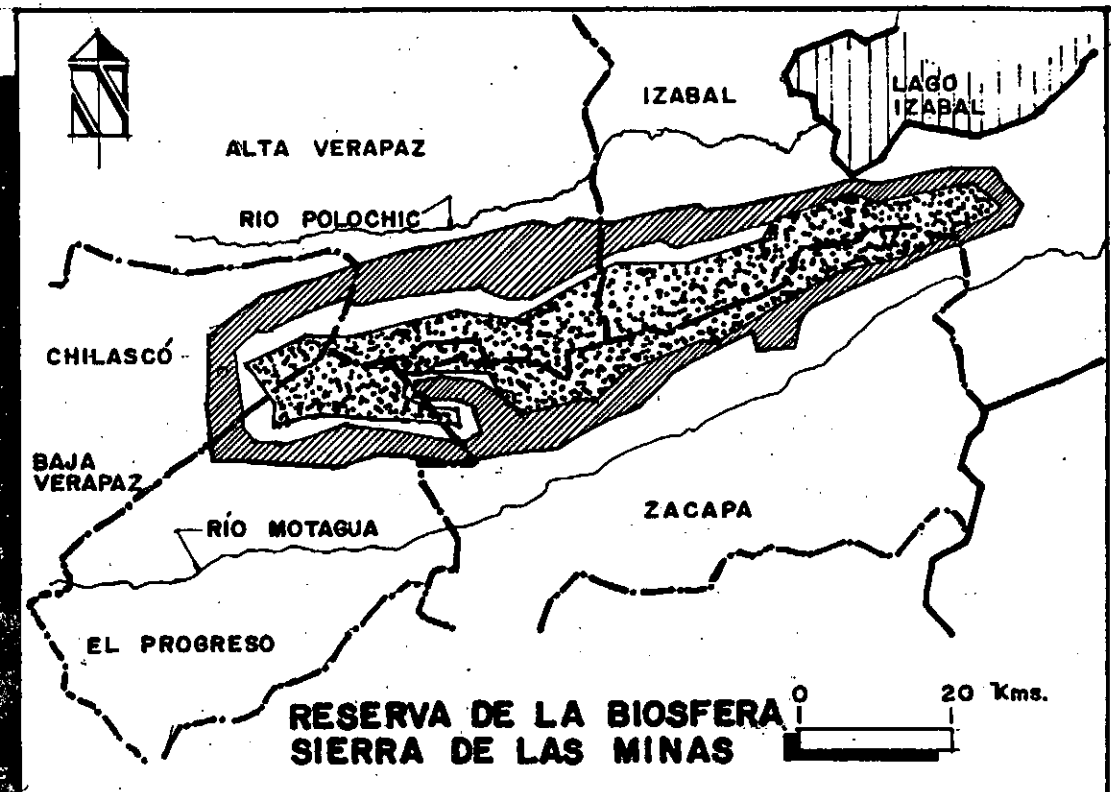 N
IZABAL
LAGO
IZABAL
ALTA VERAPAZ
RIO POLOCHIC
CHILASCÓ
BAJA
VERAPAZ
RÍO MOTAGUA
ZACAPA
EL PROGRESO
0 20 Kms.
RESERVA DE LA BIOSFERA
SIERRA DE LAS MINAS